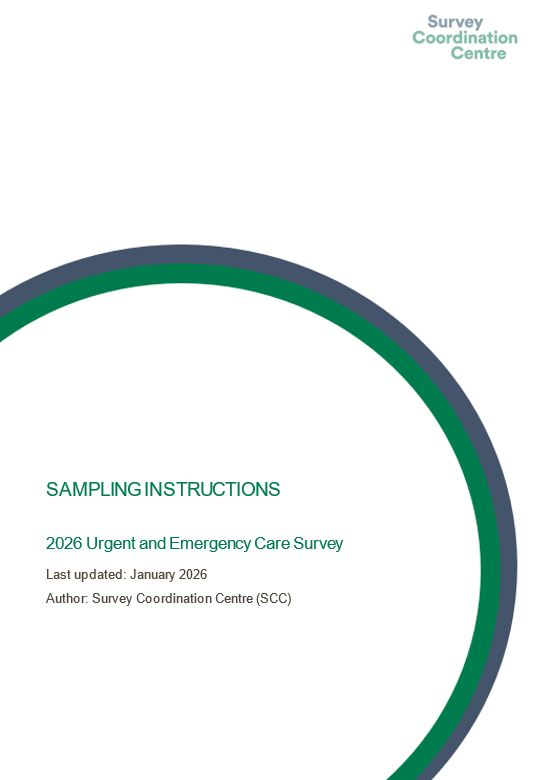 Survey
Coordination
Centre
SAMPLING INSTRUCTIONS
2026 Urgent and Emergency Care Survey
Last updated: January 2026
Author: Survey Coordination Centre (SCC)